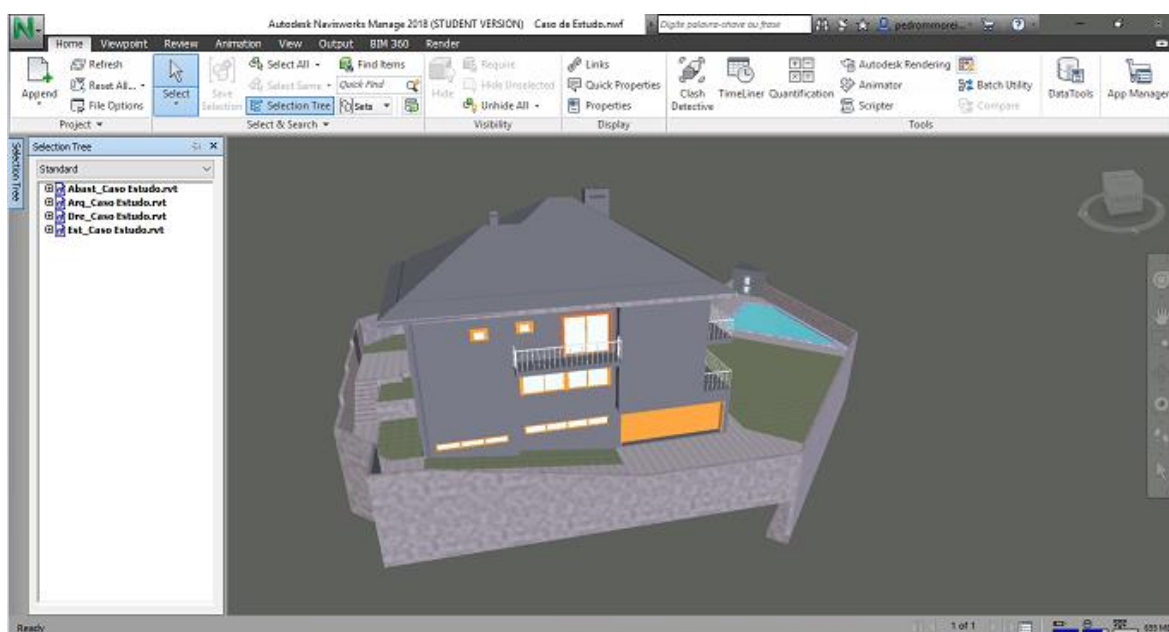 Autodesk Navisworks Manage 2018 (STUDENT VERSION) Caso de Estudo.nwf Digite palavra-chave ou frase pedrommorei...
Home Viewpoint Review Animation View Output BIM 360 Render
Append
Refresh
Reset All...
File Options
Project
Select
Save Selection
Select All
Select Same
Selection Tree
Find Items
Quick Find
Sets
Select & Search
Hide
Require
Hide Unselected
Unhide All
Visibility
Links
Quick Properties
Properties
Display
Clash Detective
TimeLiner
Quantification
Autodesk Rendering
Animator
Scripter
Batch Utility
Compare
Tools
DataTools
App Manager
Selection Tree
Selection Tree
Standard
Abast_Caso Estudo.rvt
Arq_Caso Estudo.rvt
Dre_Caso Estudo.rvt
Est_Caso Estudo.rvt
Ready
1 of 1